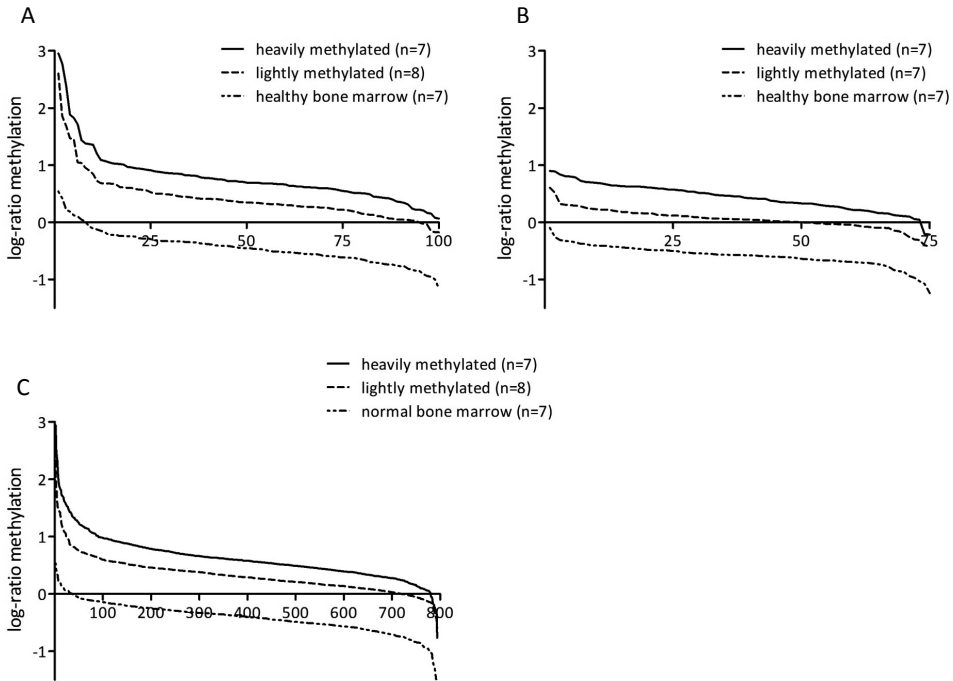 A
3
2
1
0
-1
log-ratio methylation
heavily methylated (n=7)
lightly methylated (n=8)
healthy bone marrow (n=7)
25 50 75 100
B
3
2
1
0
-1
log-ratio methylation
heavily methylated (n=7)
lightly methylated (n=7)
healthy bone marrow (n=7)
25 50 75
C
heavily methylated (n=7)
lightly methylated (n=8)
normal bone marrow (n=7)
3
2
1
0
-1
log-ratio methylation
100 200 300 400 500 600 700 800